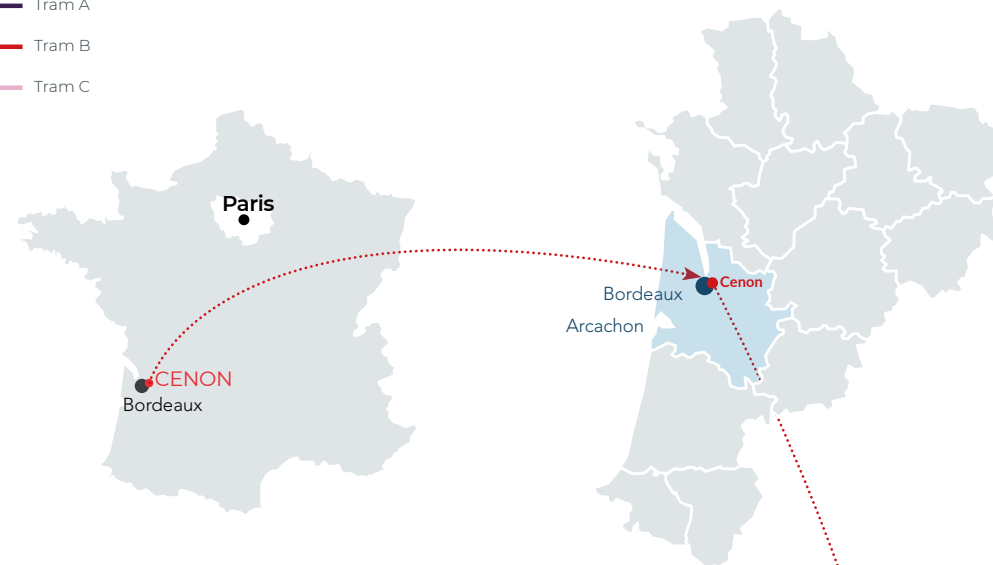 Tram A
Tram B
Tram C
Paris
CENON
Bordeaux
Cenon
Bordeaux
Arcachon